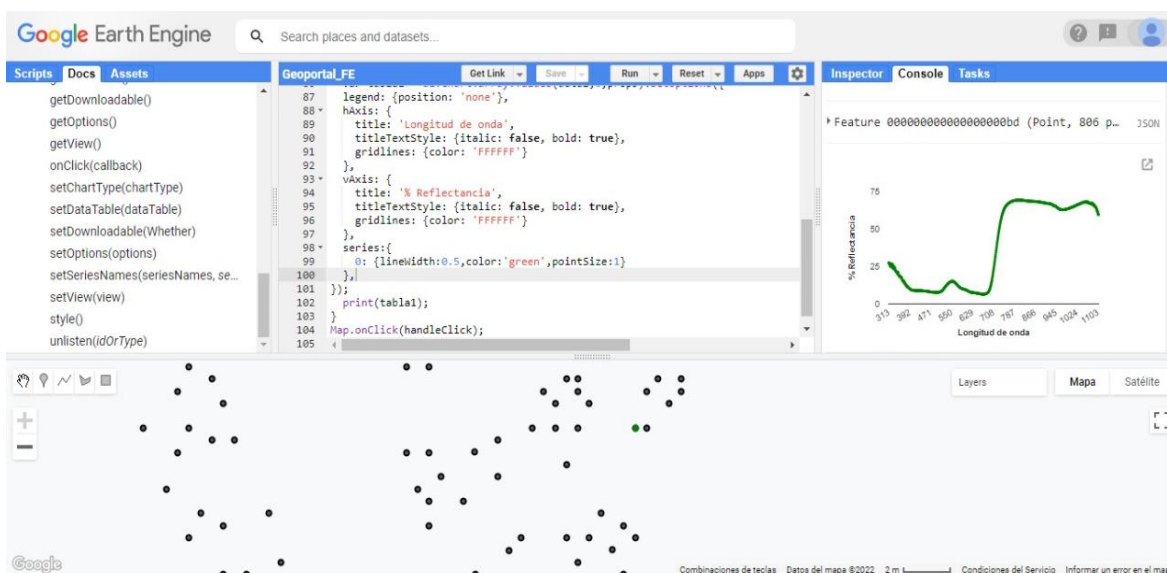 Google Earth Engine
Search places and datasets...
Scripts Docs Assets
getDownloadable()
getOptions()
getView()
onClick(callback)
setChartType(chartType)
setDataTable(dataTable)
setDownloadable(Whether)
setOptions(options)
setSeriesNames(seriesNames, se...
setView(view)
style()
unlisten(idOrType)
Geoportal_FE
Get Link Save Run Reset Apps
87 legend: {position: 'none'},
88 hAxis: {
89 title: 'Longitud de onda',
90 titleTextStyle: {italic: false, bold: true},
91 gridlines: {color: 'FFFFFF'}
92 },
93 vAxis: {
94 title: '% Reflectancia',
95 titleTextStyle: {italic: false, bold: true},
96 gridlines: {color: 'FFFFFF'}
97 },
98 series:{
99 0: {lineWidth:0.5,color:'green',pointSize:1}
100 },
101 });
102 print(tabla1);
103 }
104 Map.onClick(handleClick);
105
Inspector Console Tasks
Feature 000000000000000000bd (Point, 806 p… JSON
75
50
25
0
% Reflectancia
313 392 471 550 629 708 787 866 945 1024 1103
Longitud de onda
Layers
Mapa Satélite
Google
Combinaciones de teclas Datos del mapa ©2022 2 m Condiciones del Servicio Informar un error en el map